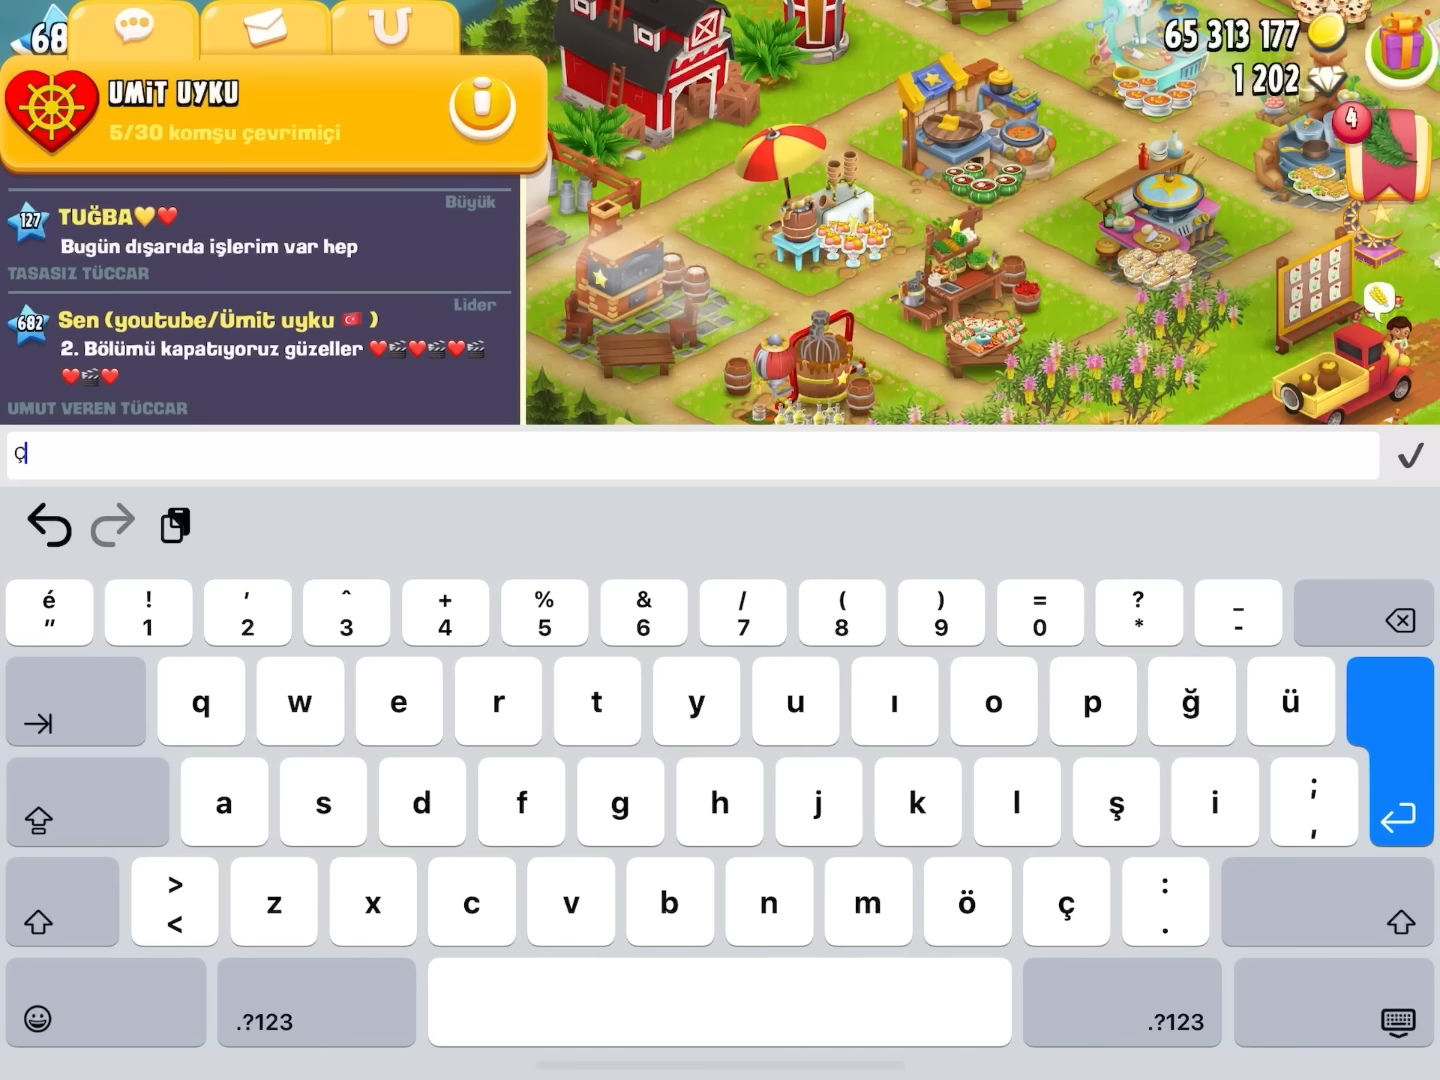 68
ÜMİT UYKU
5/30 komşu çevrimiçi
65 313 177
1 202
4
Büyük
127 TUĞBA💛❤️
Bugün dışarıda işlerim var hep
TASASIZ TÜCCAR
Lider
682 Sen (youtube/Ümit uyku 🇹🇷 )
2. Bölümü kapatıyoruz güzeller ❤️🎬❤️🎬❤️🎬
❤️🎬❤️
UMUT VEREN TÜCCAR
ç
é ! ' ^ + % & / ( ) = ? _
" 1 2 3 4 5 6 7 8 9 0 * -
q w e r t y u ı o p ğ ü
a s d f g h j k l ş i ; ,
> < z x c v b n m ö ç : .
.?123 .?123